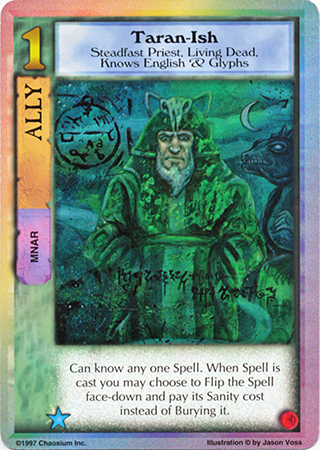 1
Taran-Ish
Steadfast Priest, Living Dead,
Knows English & Glyphs
ALLY
MNAR
Can know any one Spell. When Spell is
cast you may choose to Flip the Spell
face-down and pay its Sanity cost
instead of Burying it.
©1997 Chaosium Inc.
Illustration © by Jason Voss